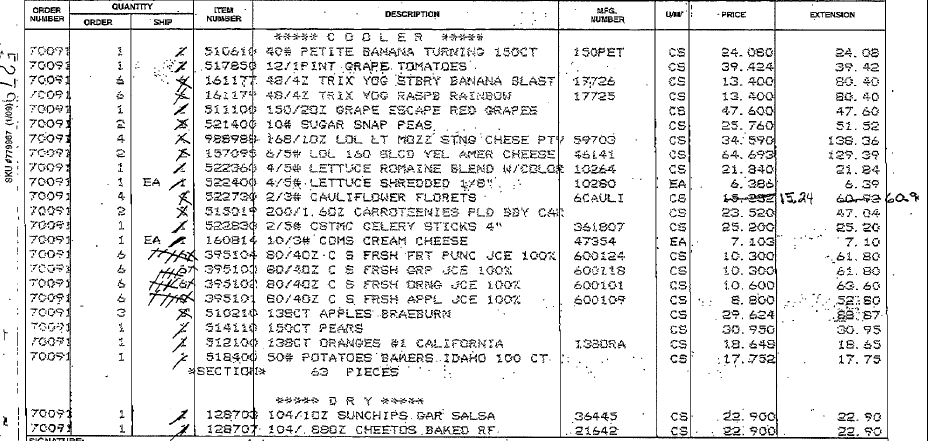 ORDER NUMBER QUANTITY ORDER SHIP ITEM NUMBER DESCRIPTION MFG. NUMBER U/M PRICE EXTENSION
***** C O O L E R *****
70091 1 510610 40# PETITE BANANA TURNING 150CT 150PET CS 24.080 24.08
70091 1 517850 12/1PINT GRAPE TOMATOES CS 39.424 39.42
70091 6 161177 48/4Z TRIX YOG STBRY BANANA BLAST 17726 CS 13.400 80.40
70091 6 161179 48/4Z TRIX YOG RASPB RAINBOW 17725 CS 13.400 80.40
70091 1 511100 150/2OZ GRAPE ESCAPE RED GRAPES CS 47.600 47.60
70091 2 521400 10# SUGAR SNAP PEAS CS 25.760 51.52
70091 4 988988 168/1OZ LOL LT MOZZ STNG CHESE PTY 59703 CS 34.590 138.36
70091 2 157095 6/5# LOL 160 SLCD YEL AMER CHEESE 46141 CS 64.693 129.39
70091 1 522360 4/5# LETTUCE ROMAINE BLEND W/COLOR 10264 CS 21.840 21.84
70091 1 EA 522400 4/5# LETTUCE SHREDDED 1/8" 10280 EA 6.386 6.39
70091 4 522730 2/3# CAULIFLOWER FLORETS 6CAULI CS 15.232 15.24 60.93 60.9
70091 2 515019 200/1.6OZ CARROTEENIES PLD BBY CAR CS 23.520 47.04
70091 1 522830 2/5# CSTMC CELERY STICKS 4" 361807 CS 25.200 25.20
70091 1 EA 160814 10/3# COMS CREAM CHEESE 47354 EA 7.103 7.10
70091 6 395104 80/4OZ C S FRSH FRT PUNC JCE 100% 600124 CS 10.300 61.80
70091 6 395103 80/4OZ C S FRSH GRP JCE 100% 600118 CS 10.300 61.80
70091 6 395102 80/4OZ C S FRSH ORNG JCE 100% 600101 CS 10.600 63.60
70091 6 395101 80/4OZ C S FRSH APPL JCE 100% 600109 CS 8.800 52.80
70091 3 510210 138CT APPLES BRAEBURN CS 29.624 88.87
70091 1 514110 150CT PEARS CS 30.950 30.95
70091 1 512100 138CT ORANGES #1 CALIFORNIA 138ORA CS 18.648 18.65
70091 1 518400 50# POTATOES BAKERS IDAHO 100 CT CS 17.752 17.75
*SECTION* 63 PIECES
***** D R Y *****
70091 1 128703 104/1OZ SUNCHIPS GAR SALSA 36445 CS 22.900 22.90
70091 1 128707 104/.88OZ CHEETOS BAKED RF 21642 CS 22.900 22.90
SIGNATURE: